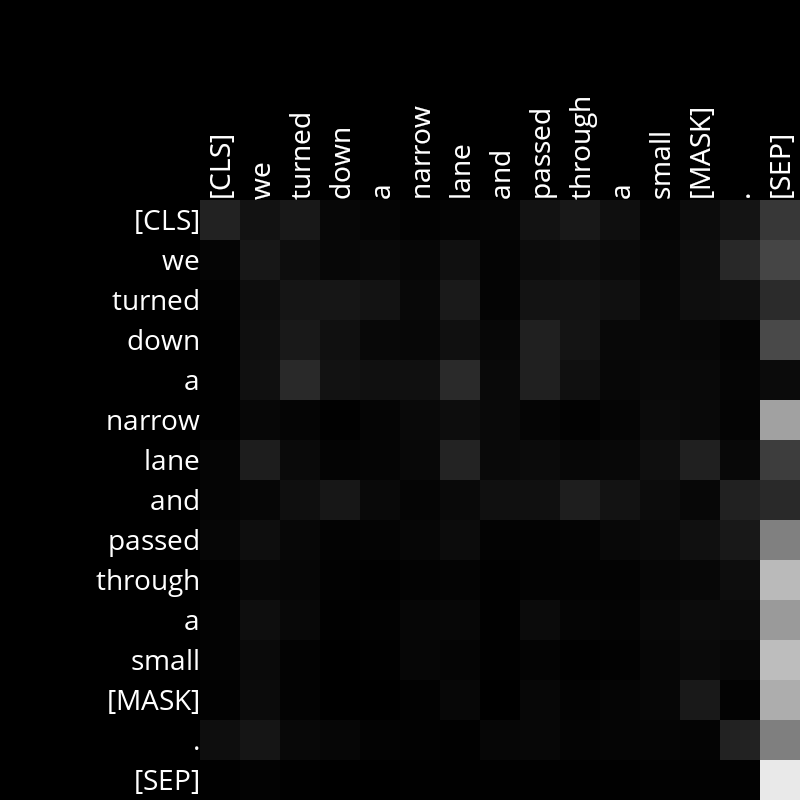 [CLS] we turned down a narrow lane and passed through a small [MASK] . [SEP]
[CLS]
we
turned
down
a
narrow
lane
and
passed
through
a
small
[MASK]
.
[SEP]